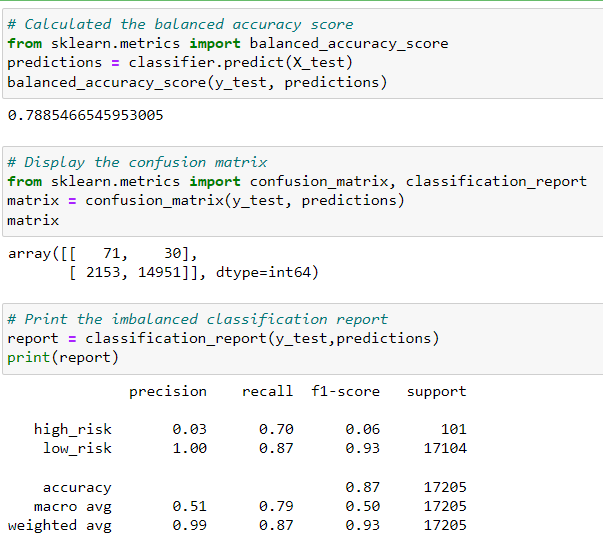 # Calculated the balanced accuracy score
from sklearn.metrics import balanced_accuracy_score
predictions = classifier.predict(X_test)
balanced_accuracy_score(y_test, predictions)
0.7885466545953005
# Display the confusion matrix
from sklearn.metrics import confusion_matrix, classification_report
matrix = confusion_matrix(y_test, predictions)
matrix
array([[   71,    30],
       [ 2153, 14951]], dtype=int64)
# Print the imbalanced classification report
report = classification_report(y_test,predictions)
print(report)
              precision    recall  f1-score   support
   high_risk       0.03      0.70      0.06       101
    low_risk       1.00      0.87      0.93     17104
    accuracy                           0.87     17205
   macro avg       0.51      0.79      0.50     17205
weighted avg       0.99      0.87      0.93     17205